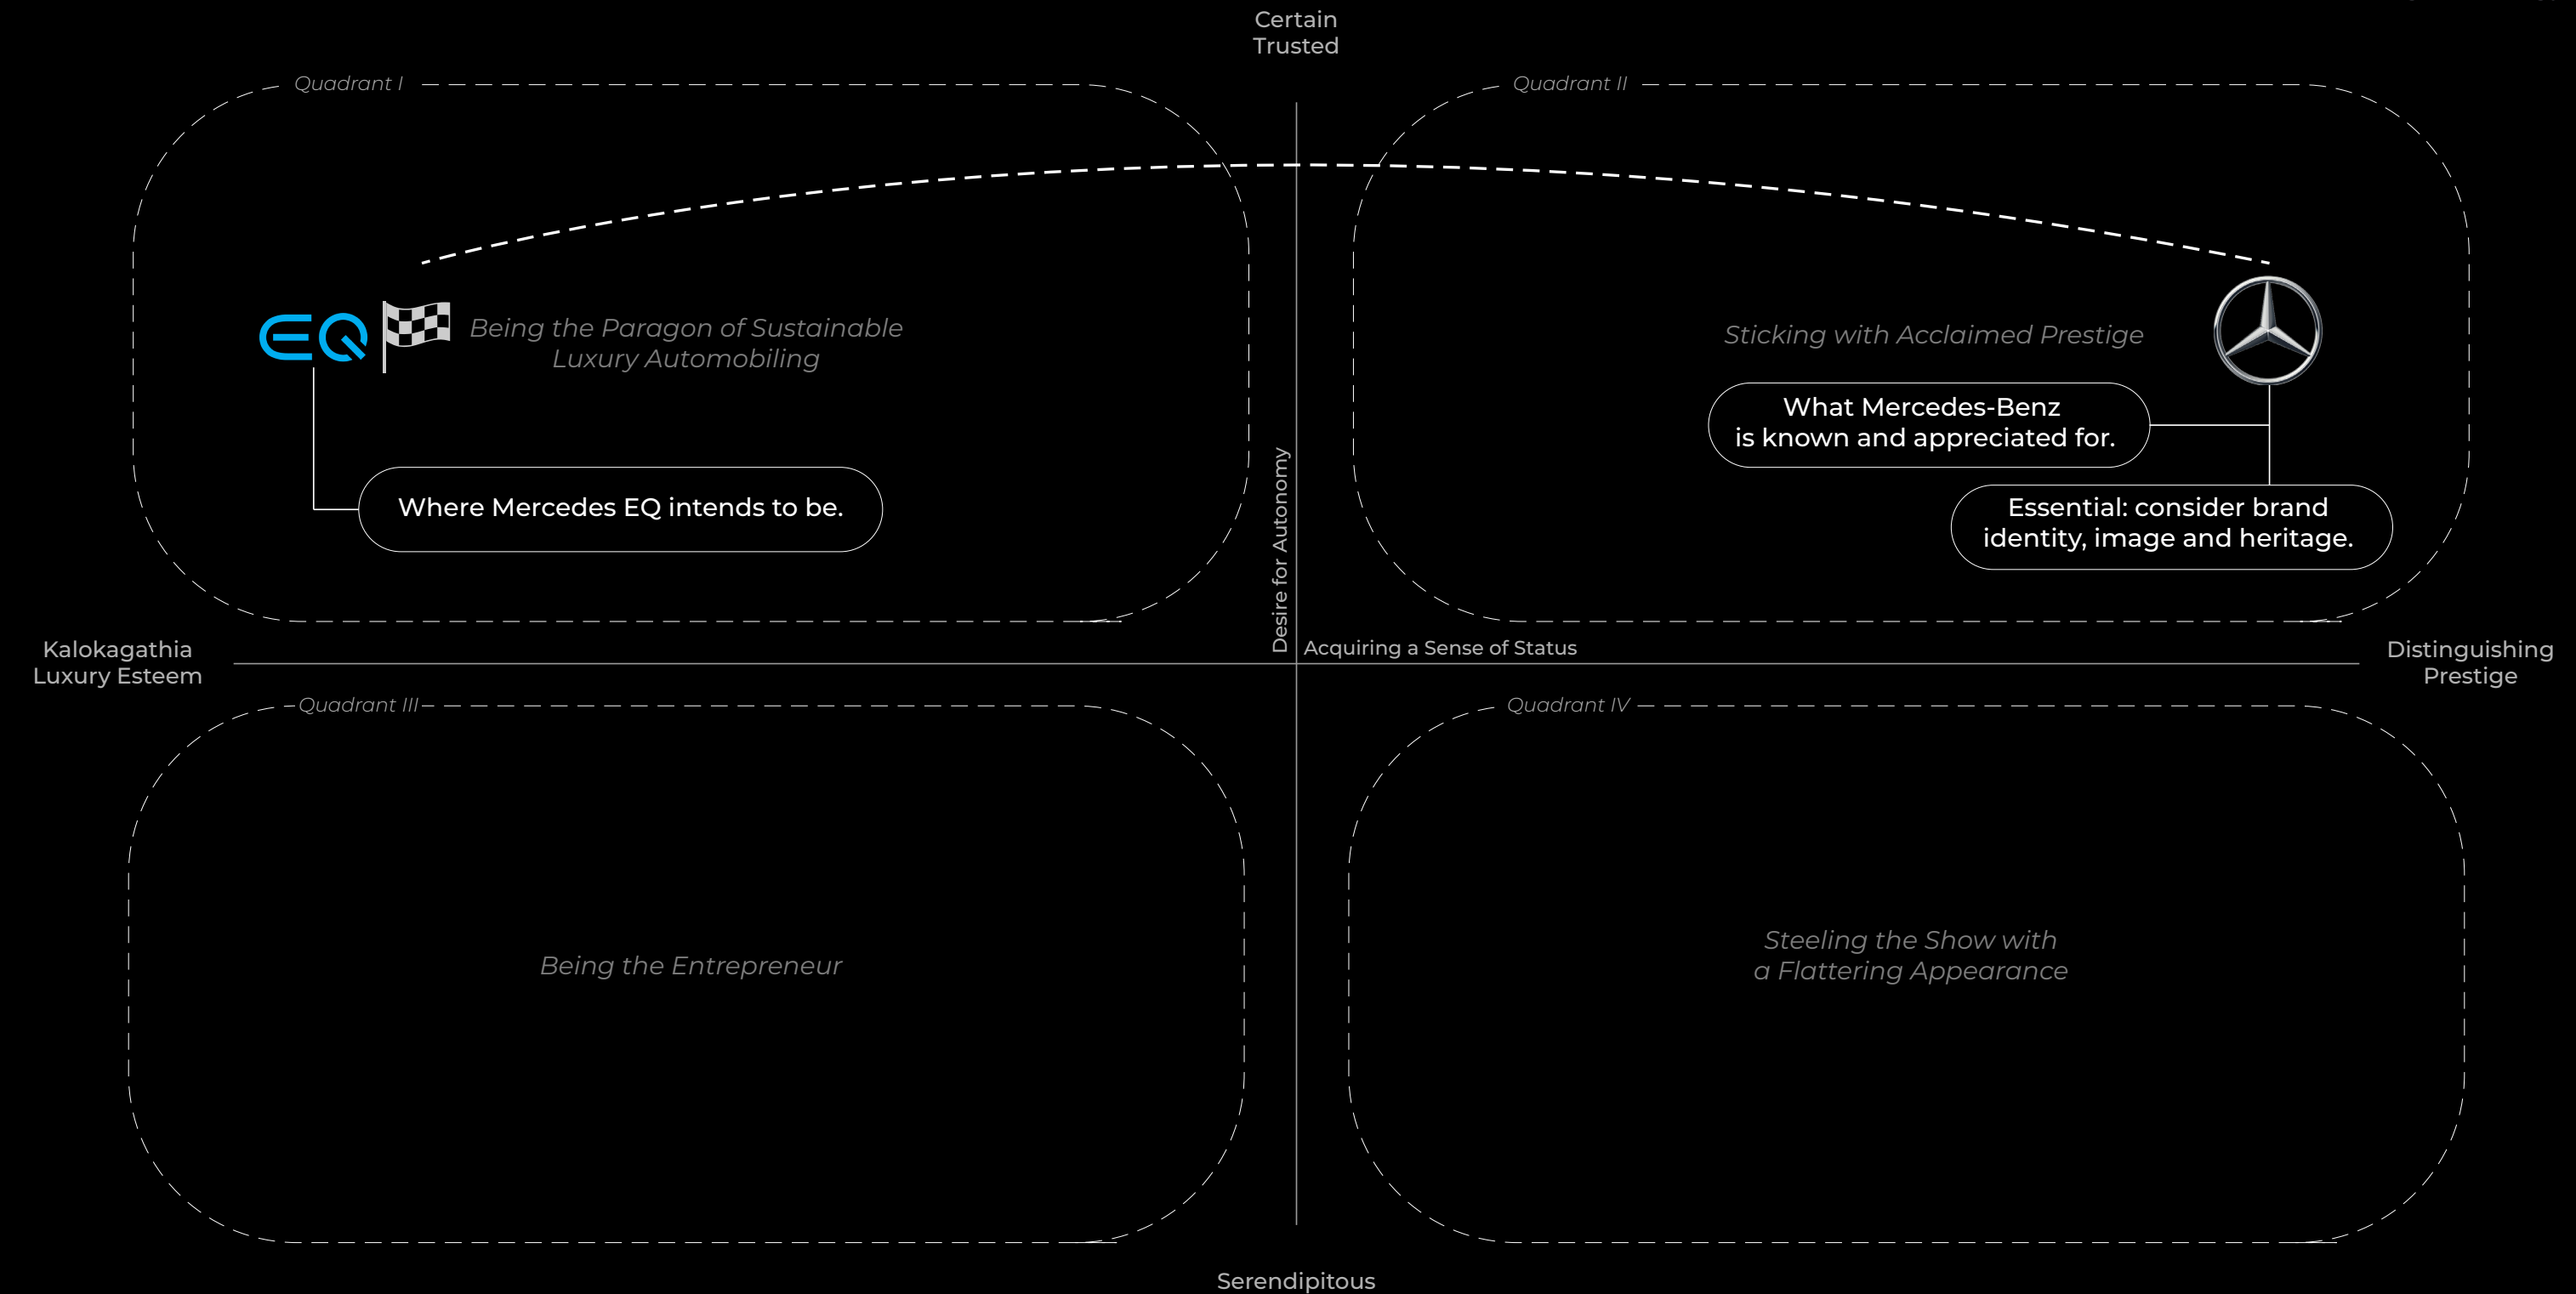 Certain
Trusted
Quadrant I
Quadrant II
EQ
Being the Paragon of Sustainable
Luxury Automobiling
Where Mercedes EQ intends to be.
Sticking with Acclaimed Prestige
What Mercedes-Benz
is known and appreciated for.
Essential: consider brand
identity, image and heritage.
Desire for Autonomy
Acquiring a Sense of Status
Kalokagathia
Luxury Esteem
Distinguishing
Prestige
Quadrant III
Quadrant IV
Being the Entrepreneur
Steeling the Show with
a Flattering Appearance
Serendipitous